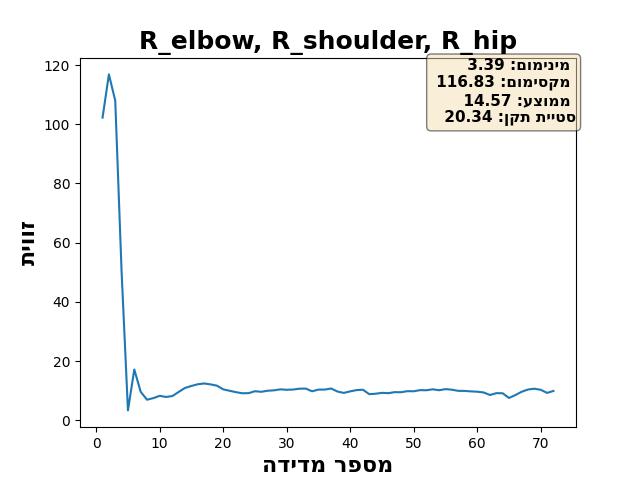 R_elbow, R_shoulder, R_hip
מינימום: 3.39
מקסימום: 116.83
ממוצע: 14.57
סטיית תקן: 20.34
זווית
120
100
80
60
40
20
0
0 10 20 30 40 50 60 70
מספר מדידה